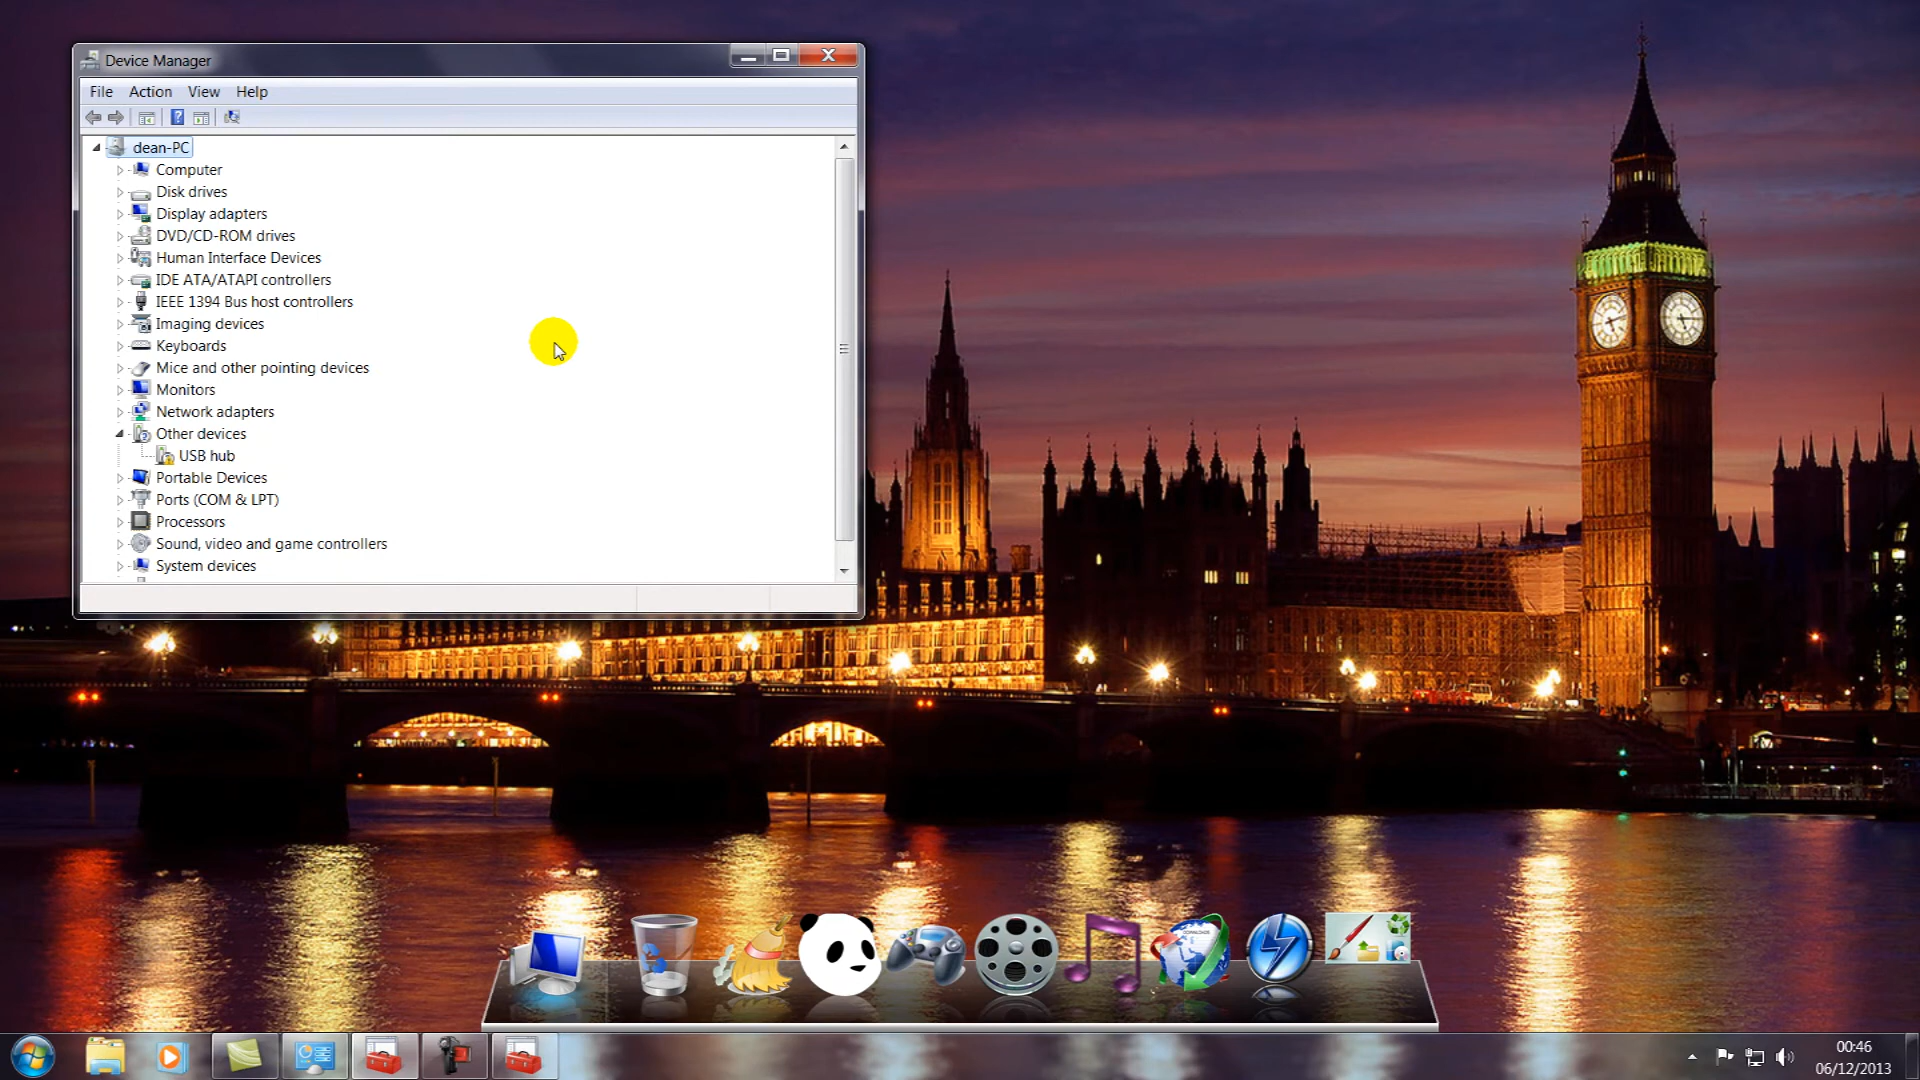 Device Manager
File Action View Help
dean-PC
Computer
Disk drives
Display adapters
DVD/CD-ROM drives
Human Interface Devices
IDE ATA/ATAPI controllers
IEEE 1394 Bus host controllers
Imaging devices
Keyboards
Mice and other pointing devices
Monitors
Network adapters
Other devices
USB hub
Portable Devices
Ports (COM & LPT)
Processors
Sound, video and game controllers
System devices
00:46
06/12/2013